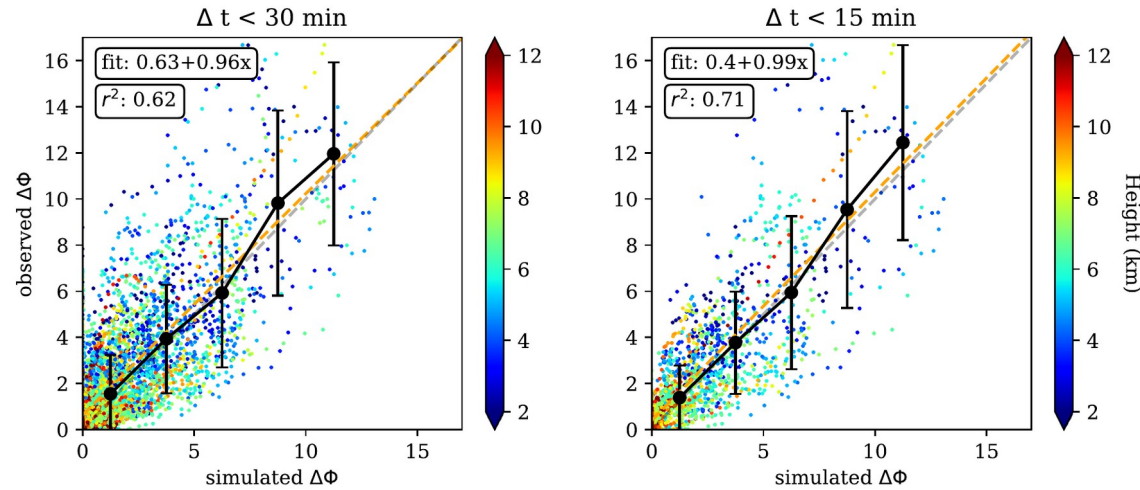 Δ t < 30 min
fit: 0.63+0.96x
r²: 0.62
16
14
12
10
8
6
4
2
0
0 5 10 15
simulated ΔΦ
observed ΔΦ
12
10
8
6
4
2
Δ t < 15 min
fit: 0.4+0.99x
r²: 0.71
16
14
12
10
8
6
4
2
0
0 5 10 15
simulated ΔΦ
12
10
8
6
4
2
Height (km)